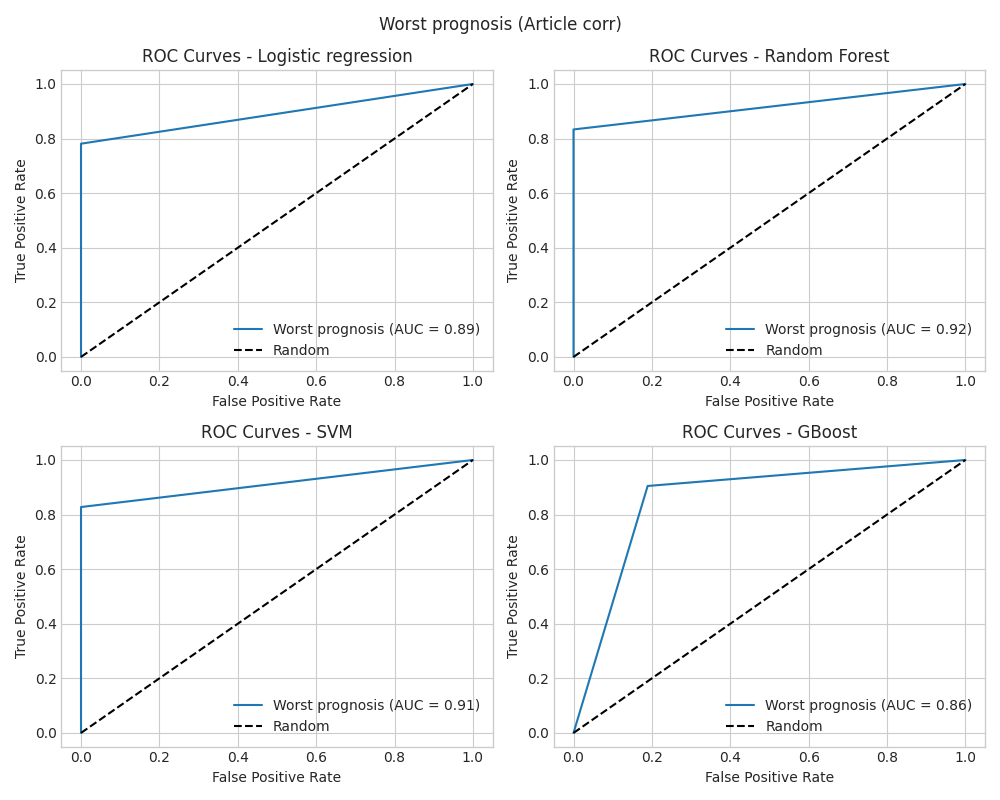 Worst prognosis (Article corr)
ROC Curves - Logistic regression
1.0
0.8
0.6
0.4
0.2
0.0
True Positive Rate
Worst prognosis (AUC = 0.89)
Random
0.0 0.2 0.4 0.6 0.8 1.0
False Positive Rate
ROC Curves - Random Forest
1.0
0.8
0.6
0.4
0.2
0.0
True Positive Rate
Worst prognosis (AUC = 0.92)
Random
0.0 0.2 0.4 0.6 0.8 1.0
False Positive Rate
ROC Curves - SVM
1.0
0.8
0.6
0.4
0.2
0.0
True Positive Rate
Worst prognosis (AUC = 0.91)
Random
0.0 0.2 0.4 0.6 0.8 1.0
False Positive Rate
ROC Curves - GBoost
1.0
0.8
0.6
0.4
0.2
0.0
True Positive Rate
Worst prognosis (AUC = 0.86)
Random
0.0 0.2 0.4 0.6 0.8 1.0
False Positive Rate